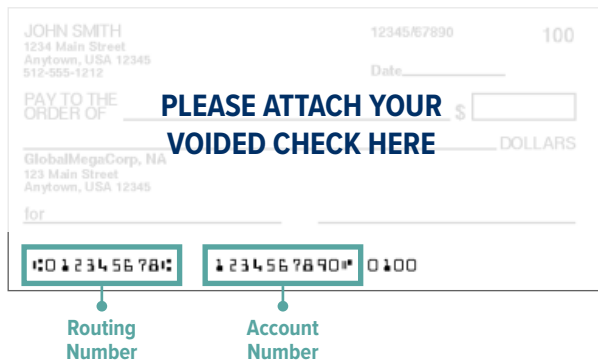 JOHN SMITH
1234 Main Street
Anytown, USA 12345
512-555-1212
12345/67890
100
Date
PAY TO THE
ORDER OF
$
PLEASE ATTACH YOUR
VOIDED CHECK HERE
DOLLARS
GlobalMegaCorp, NA
123 Main Street
Anytown, USA 12345
for
⑆012345678⑆ 1234567890⑈ 0100
Routing
Number
Account
Number